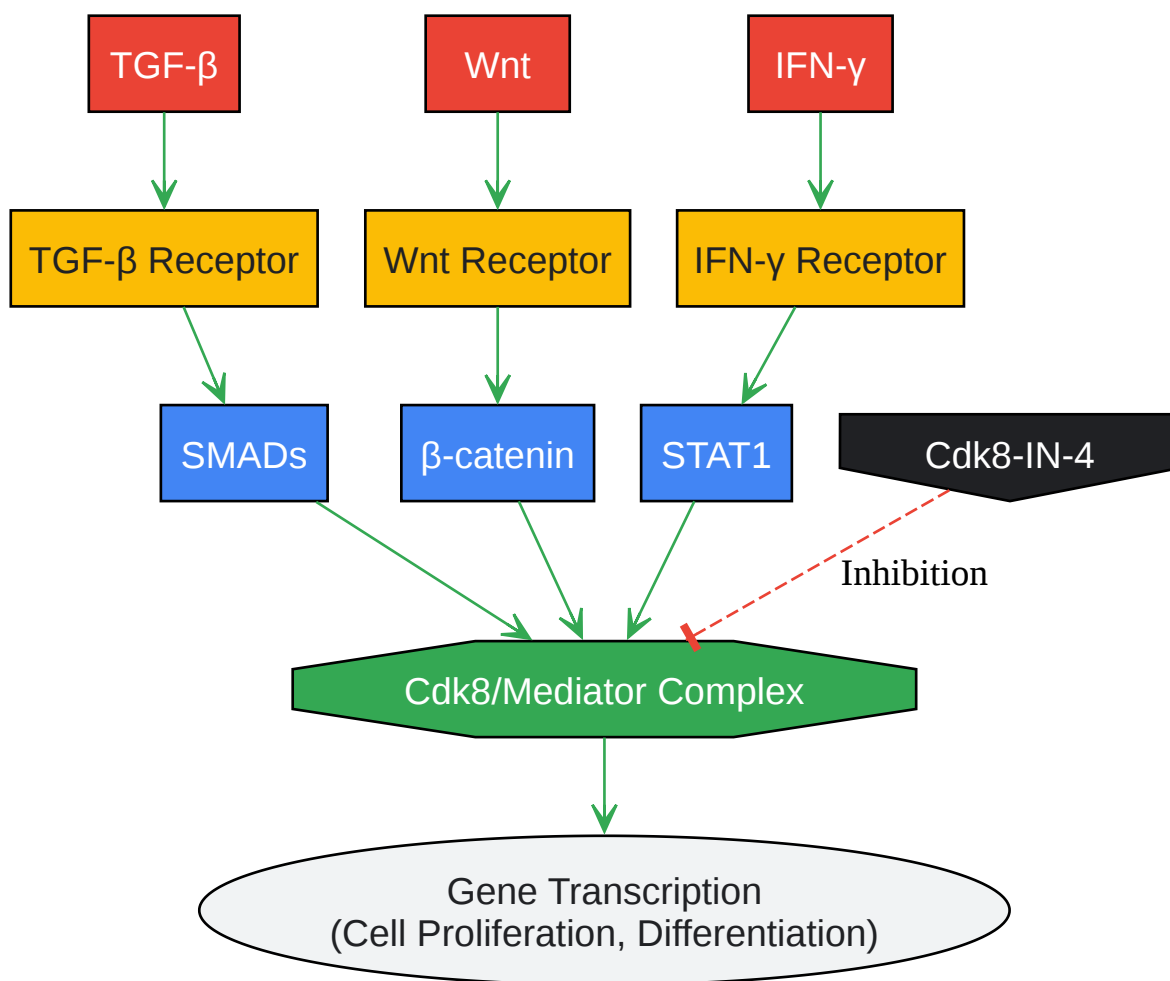 TGF-β
Wnt
IFN-γ
TGF-β Receptor
Wnt Receptor
IFN-γ Receptor
SMADs
β-catenin
STAT1
Cdk8-IN-4
Inhibition
Cdk8/Mediator Complex
Gene Transcription
(Cell Proliferation, Differentiation)